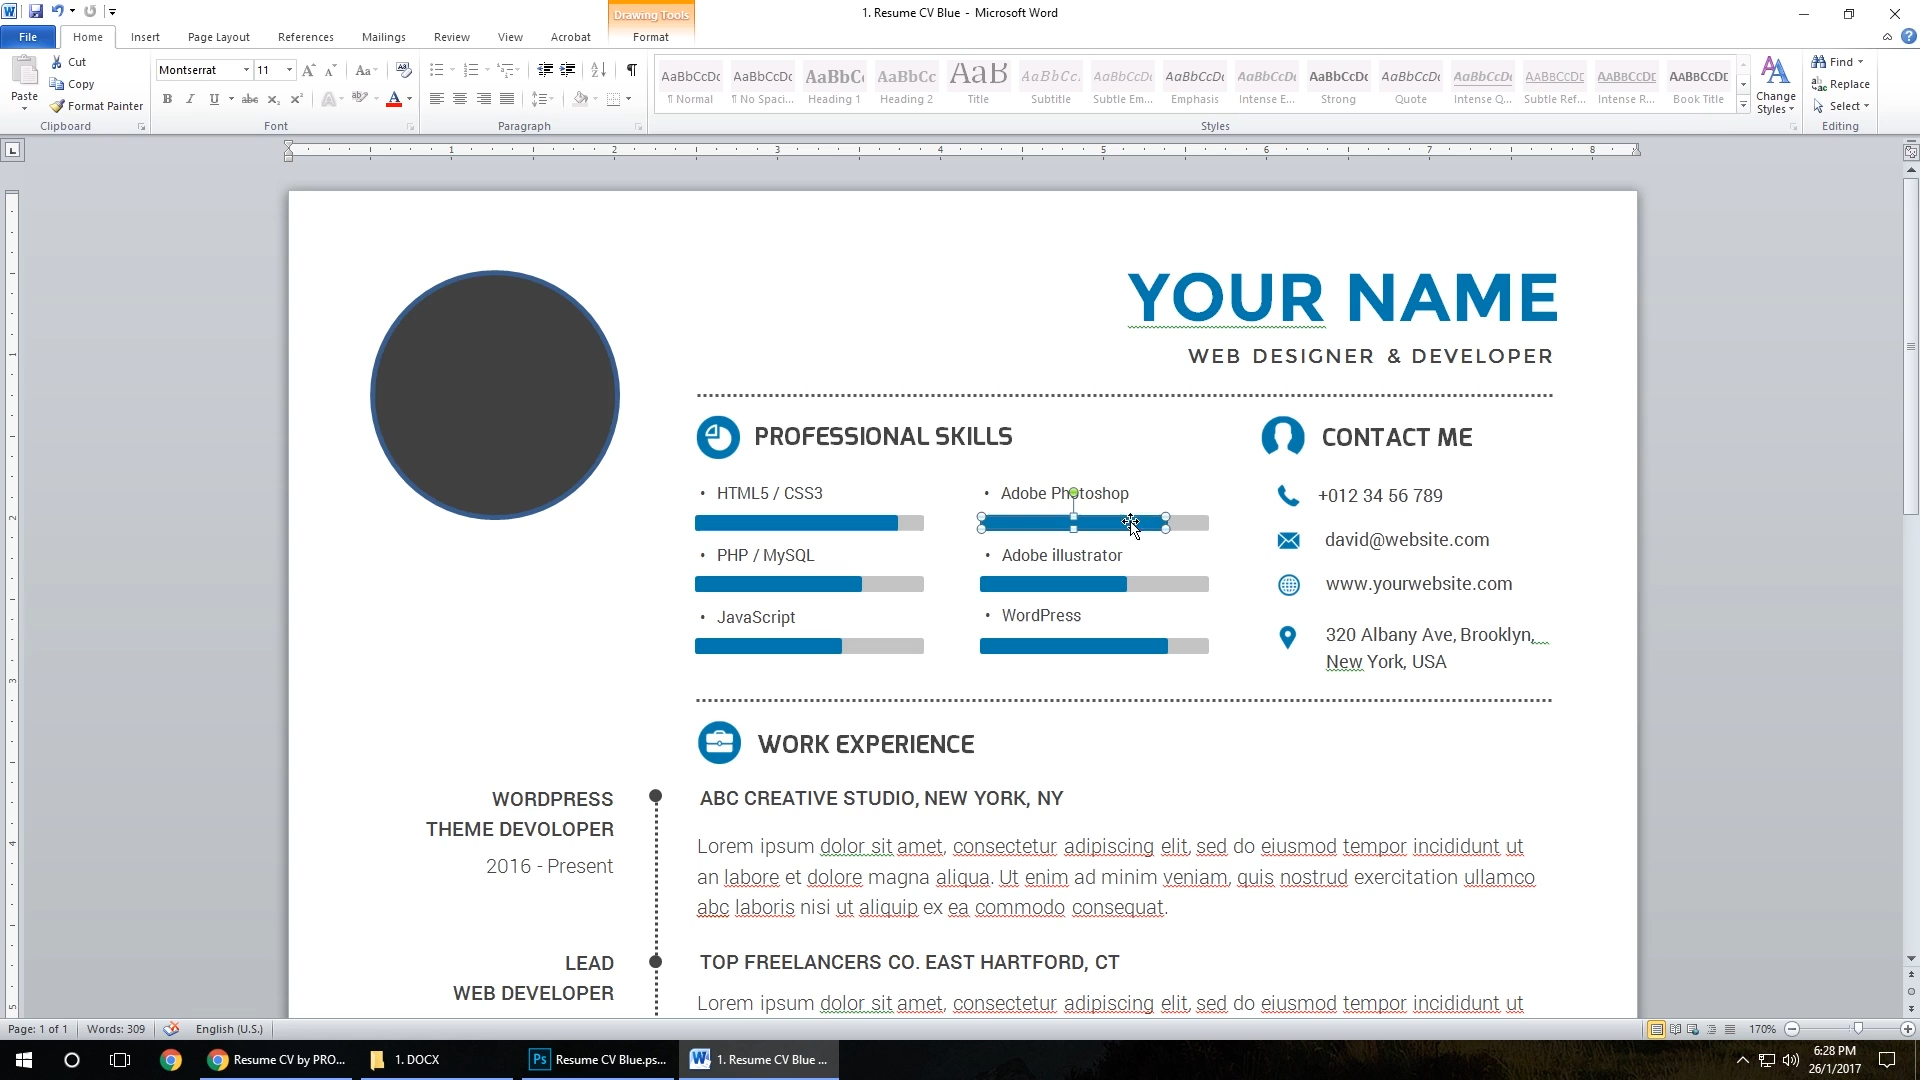 Drawing Tools
1. Resume CV Blue - Microsoft Word
File Home Insert Page Layout References Mailings Review View Acrobat Format
Paste
Cut
Copy
Format Painter
Clipboard
Montserrat 11
Font
Paragraph
AaBbCcDc AaBbCcDc AaBbC AaBbCc AaB AaBbCc. AaBbCcDc AaBbCcDc AaBbCcDc AaBbCcDc AaBbCcDc AaBbCcDc AaBbCcDc AaBbCcDc AaBbCcDc
¶ Normal ¶ No Spaci... Heading 1 Heading 2 Title Subtitle Subtle Em... Emphasis Intense E... Strong Quote Intense Q... Subtle Ref... Intense R... Book Title
Styles
Change
Styles
Find
Replace
Select
Editing
1 2 3 4 5 6 7 8
YOUR NAME
WEB DESIGNER & DEVELOPER
PROFESSIONAL SKILLS
• HTML5 / CSS3
• PHP / MySQL
• JavaScript
• Adobe Photoshop
• Adobe illustrator
• WordPress
CONTACT ME
+012 34 56 789
david@website.com
www.yourwebsite.com
320 Albany Ave, Brooklyn,
New York, USA
WORK EXPERIENCE
WORDPRESS
THEME DEVOLOPER
2016 - Present
ABC CREATIVE STUDIO, NEW YORK, NY
Lorem ipsum dolor sit amet, consectetur adipiscing elit, sed do eiusmod tempor incididunt ut
an labore et dolore magna aliqua. Ut enim ad minim veniam, quis nostrud exercitation ullamco
abc laboris nisi ut aliquip ex ea commodo consequat.
LEAD
WEB DEVELOPER
TOP FREELANCERS CO. EAST HARTFORD, CT
Lorem ipsum dolor sit amet, consectetur adipiscing elit, sed do eiusmod tempor incididunt ut
Page: 1 of 1 Words: 309 English (U.S.) 170%
Resume CV by PRO... 1. DOCX Resume CV Blue.ps... 1. Resume CV Blue ...
6:28 PM
26/1/2017